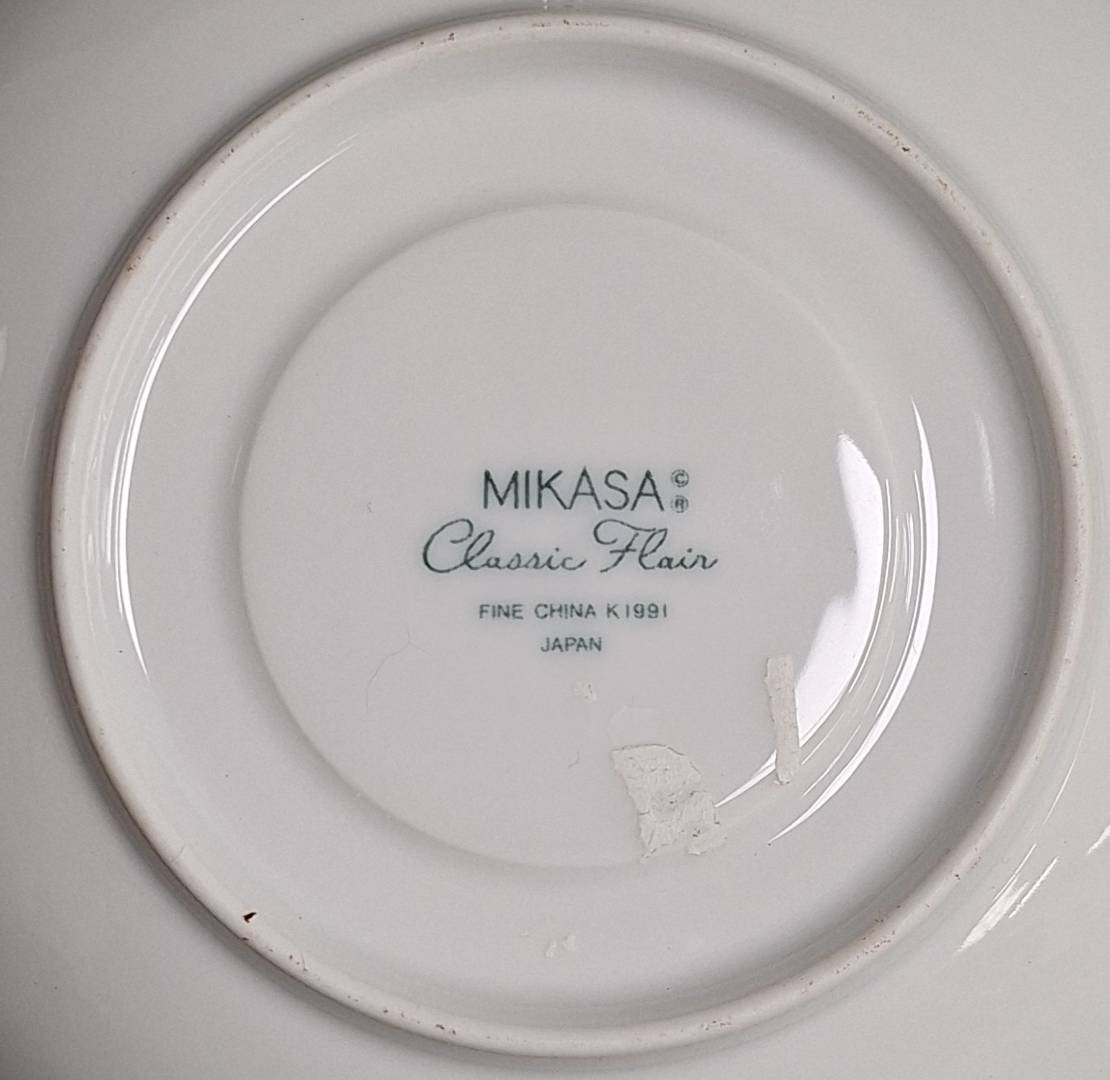 MIKASA©®
Classic Flair
FINE CHINA K1991
JAPAN